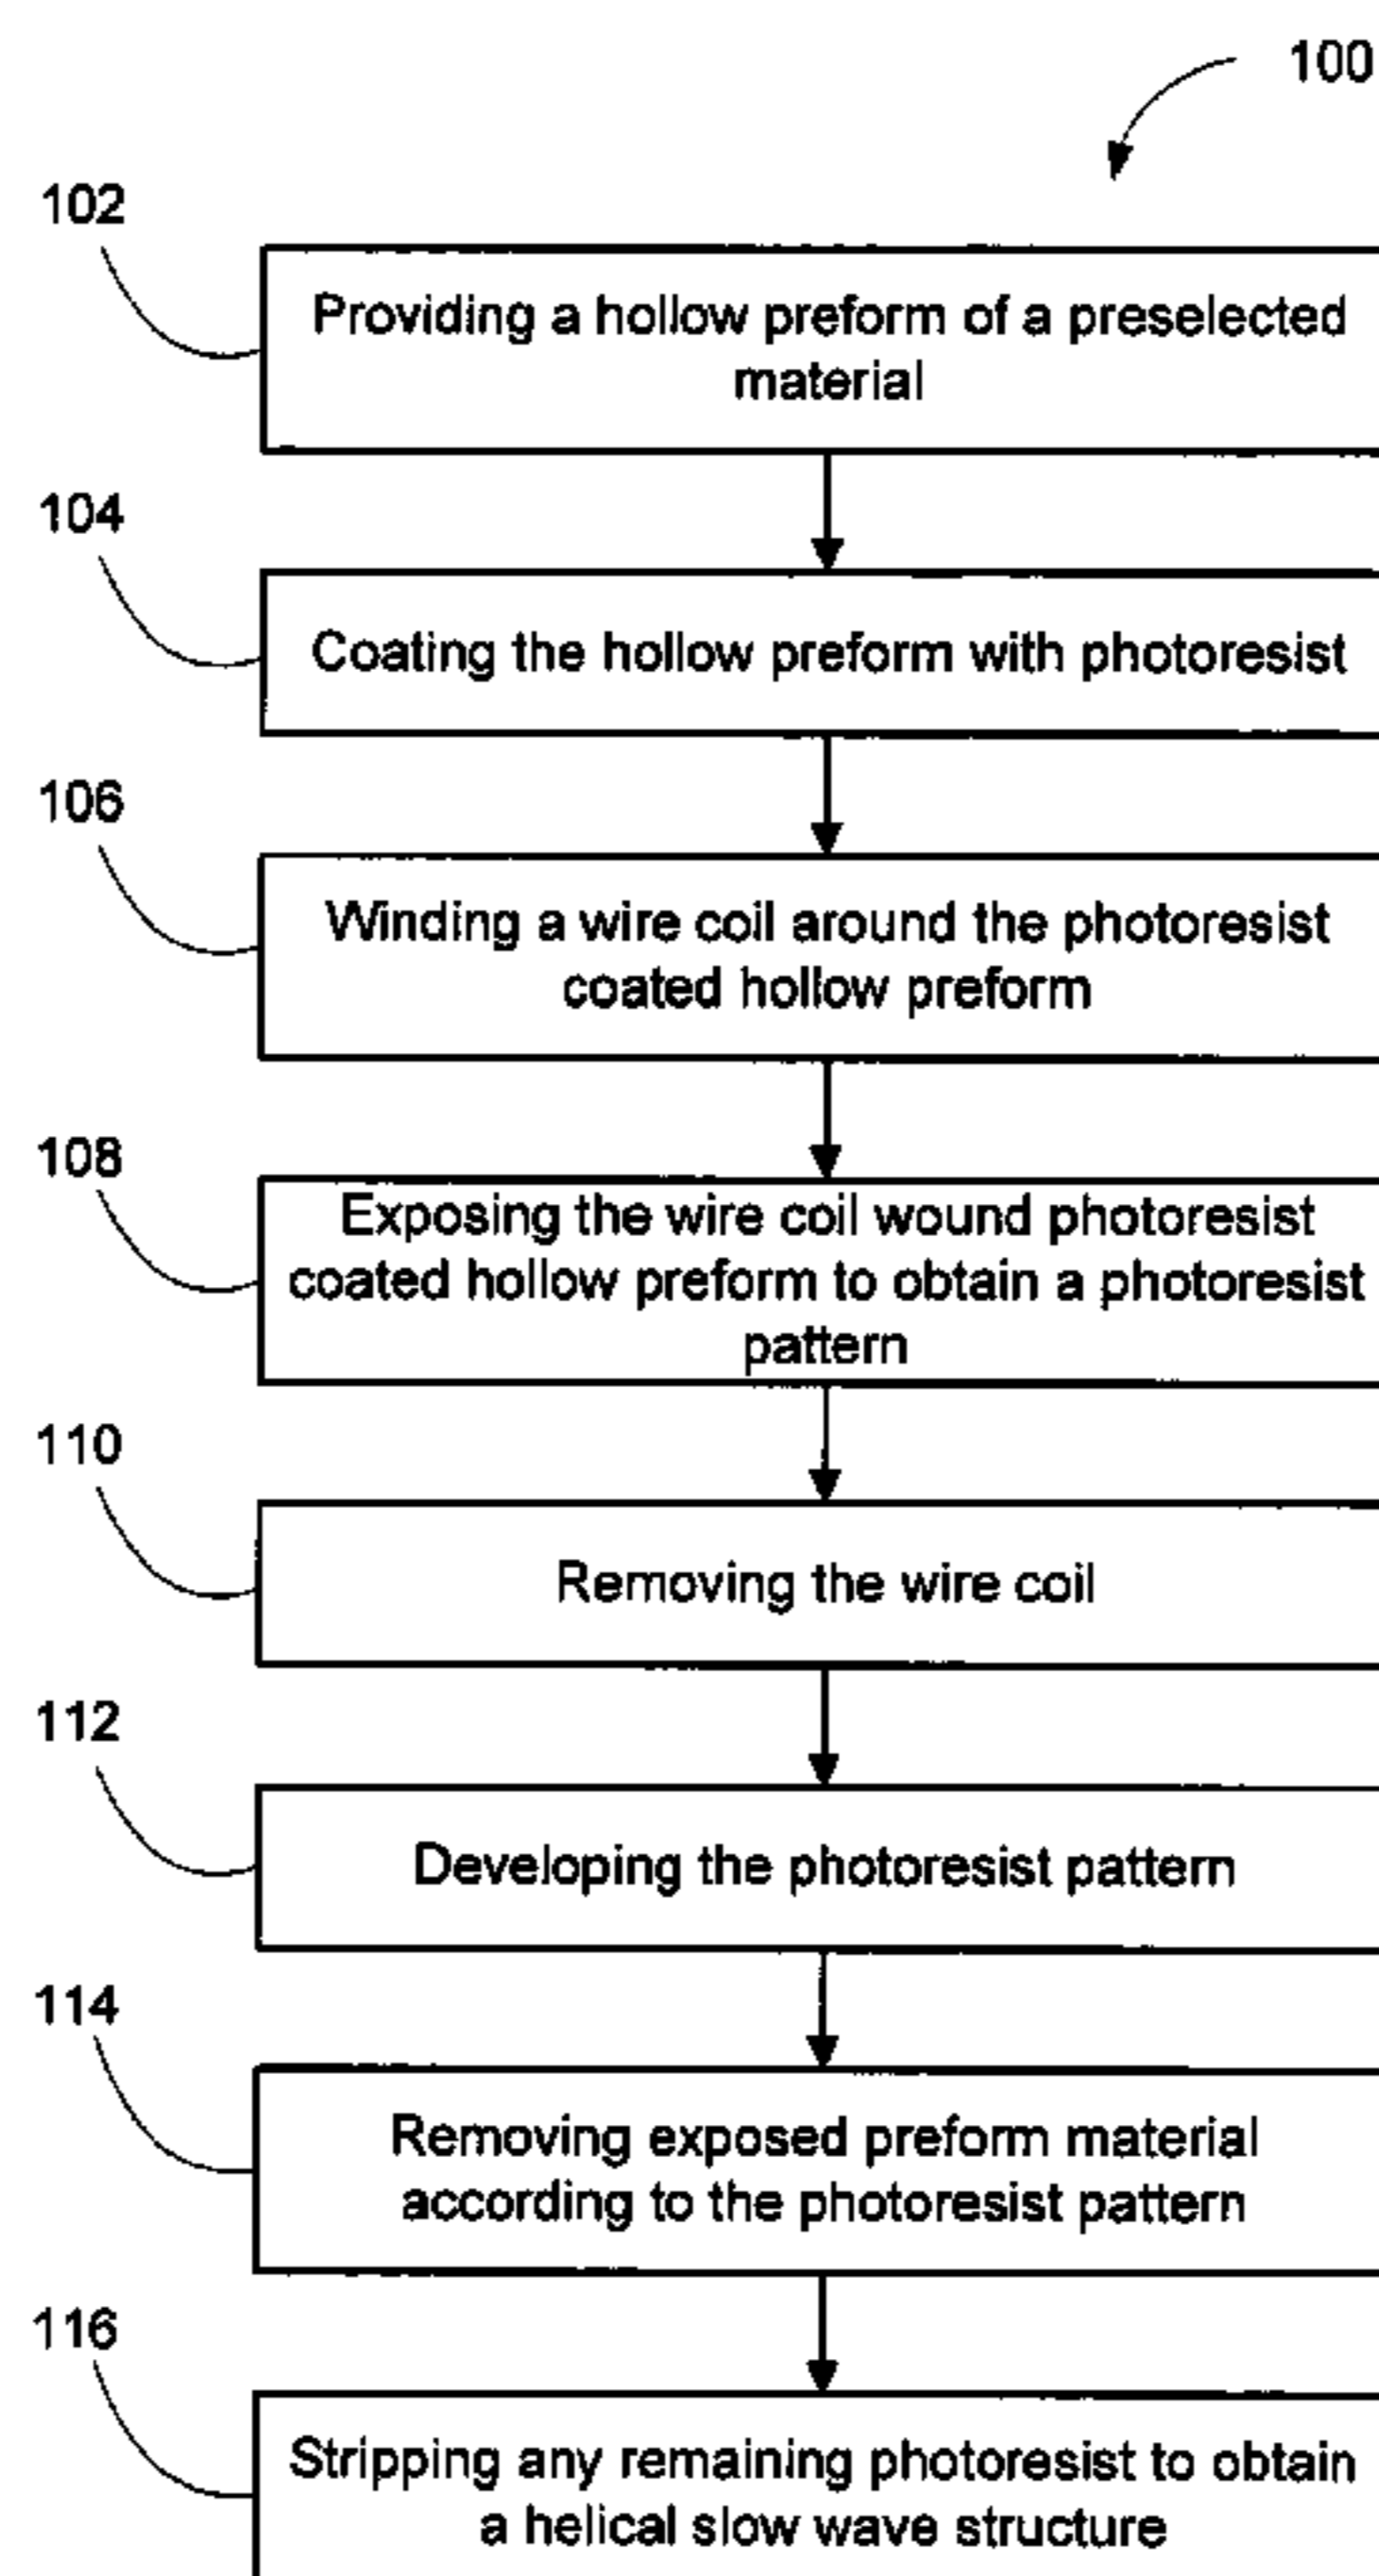 100
102
Providing a hollow preform of a preselected
material
104
Coating the hollow preform with photoresist
106
Winding a wire coil around the photoresist
coated hollow preform
108
Exposing the wire coil wound photoresist
coated hollow preform to obtain a photoresist
pattern
110
Removing the wire coil
112
Developing the photoresist pattern
114
Removing exposed preform material
according to the photoresist pattern
116
Stripping any remaining photoresist to obtain
a helical slow wave structure